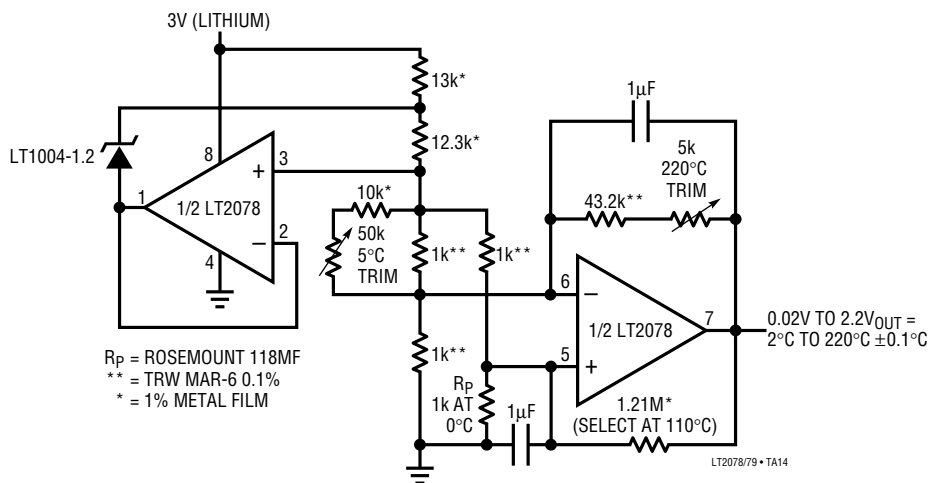 3V (LITHIUM)
13k*
1µF
LT1004-1.2
12.3k*
5k
220°C
TRIM
8
3
+
1
1/2 LT2078
10k*
43.2k**
50k
5°C
TRIM
1k**
1k**
–
2
4
6
–
7
1/2 LT2078
0.02V TO 2.2VOUT =
2°C TO 220°C ±0.1°C
5
+
1k**
RP = ROSEMOUNT 118MF
** = TRW MAR-6 0.1%
* = 1% METAL FILM
RP
1k AT
0°C
1µF
1.21M*
(SELECT AT 110°C)
LT2078/79 • TA14